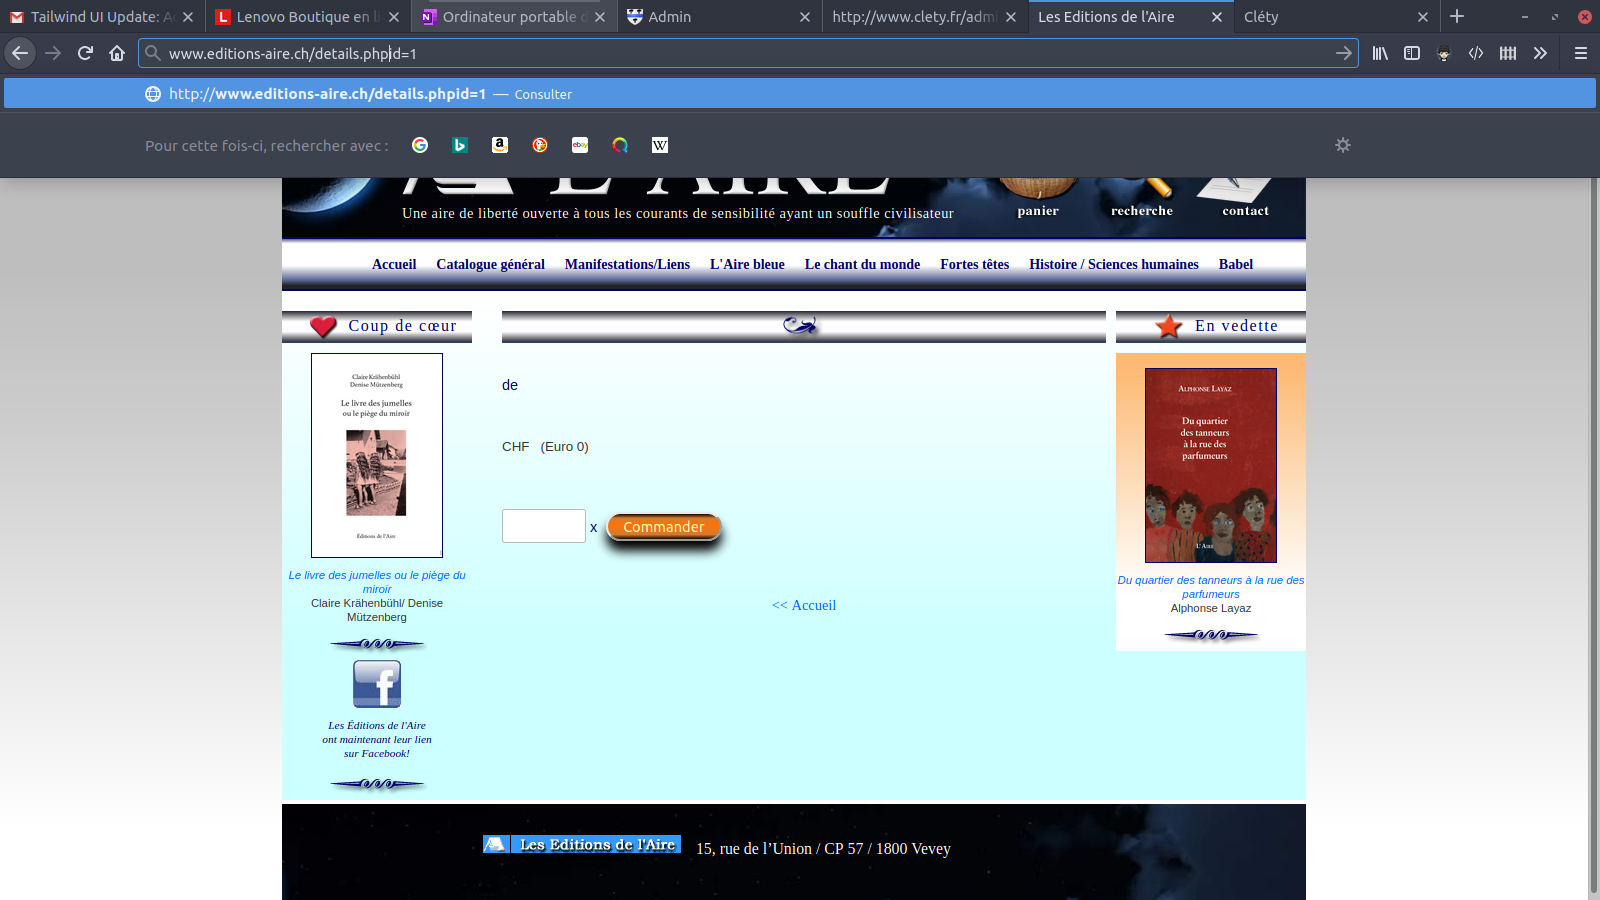 Tailwind UI Update: A
Lenovo Boutique en li
Ordinateur portable d
Admin
http://www.clety.fr/admi
Les Editions de l'Aire
Cléty
www.editions-aire.ch/details.phpid=1
http://www.editions-aire.ch/details.phpid=1 — Consulter
Pour cette fois-ci, rechercher avec :
Une aire de liberté ouverte à tous les courants de sensibilité ayant un souffle civilisateur
panier
recherche
contact
Accueil Catalogue général Manifestations/Liens L'Aire bleue Le chant du monde Fortes têtes Histoire / Sciences humaines Babel
Coup de cœur
Claire Krähenbühl
Denise Mützenberg
Le livre des jumelles
ou le piège du miroir
Éditions de l'Aire
Le livre des jumelles ou le piège du
miroir
Claire Krähenbühl/ Denise
Mützenberg
Les Éditions de l'Aire
ont maintenant leur lien
sur Facebook!
de
CHF (Euro 0)
x Commander
<< Accueil
En vedette
Alphonse Layaz
Du quartier
des tanneurs
à la rue des
parfumeurs
L'Aire
Du quartier des tanneurs à la rue des
parfumeurs
Alphonse Layaz
Les Editions de l'Aire
15, rue de l’Union / CP 57 / 1800 Vevey